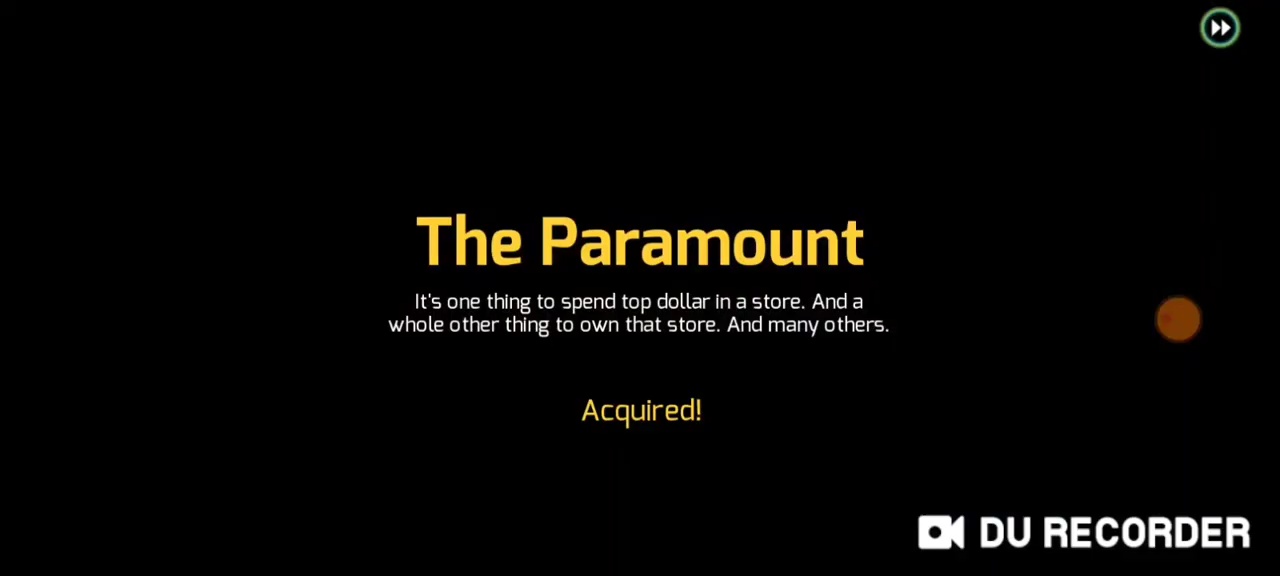 The Paramount
It's one thing to spend top dollar in a store. And a
whole other thing to own that store. And many others.
Acquired!
DU RECORDER